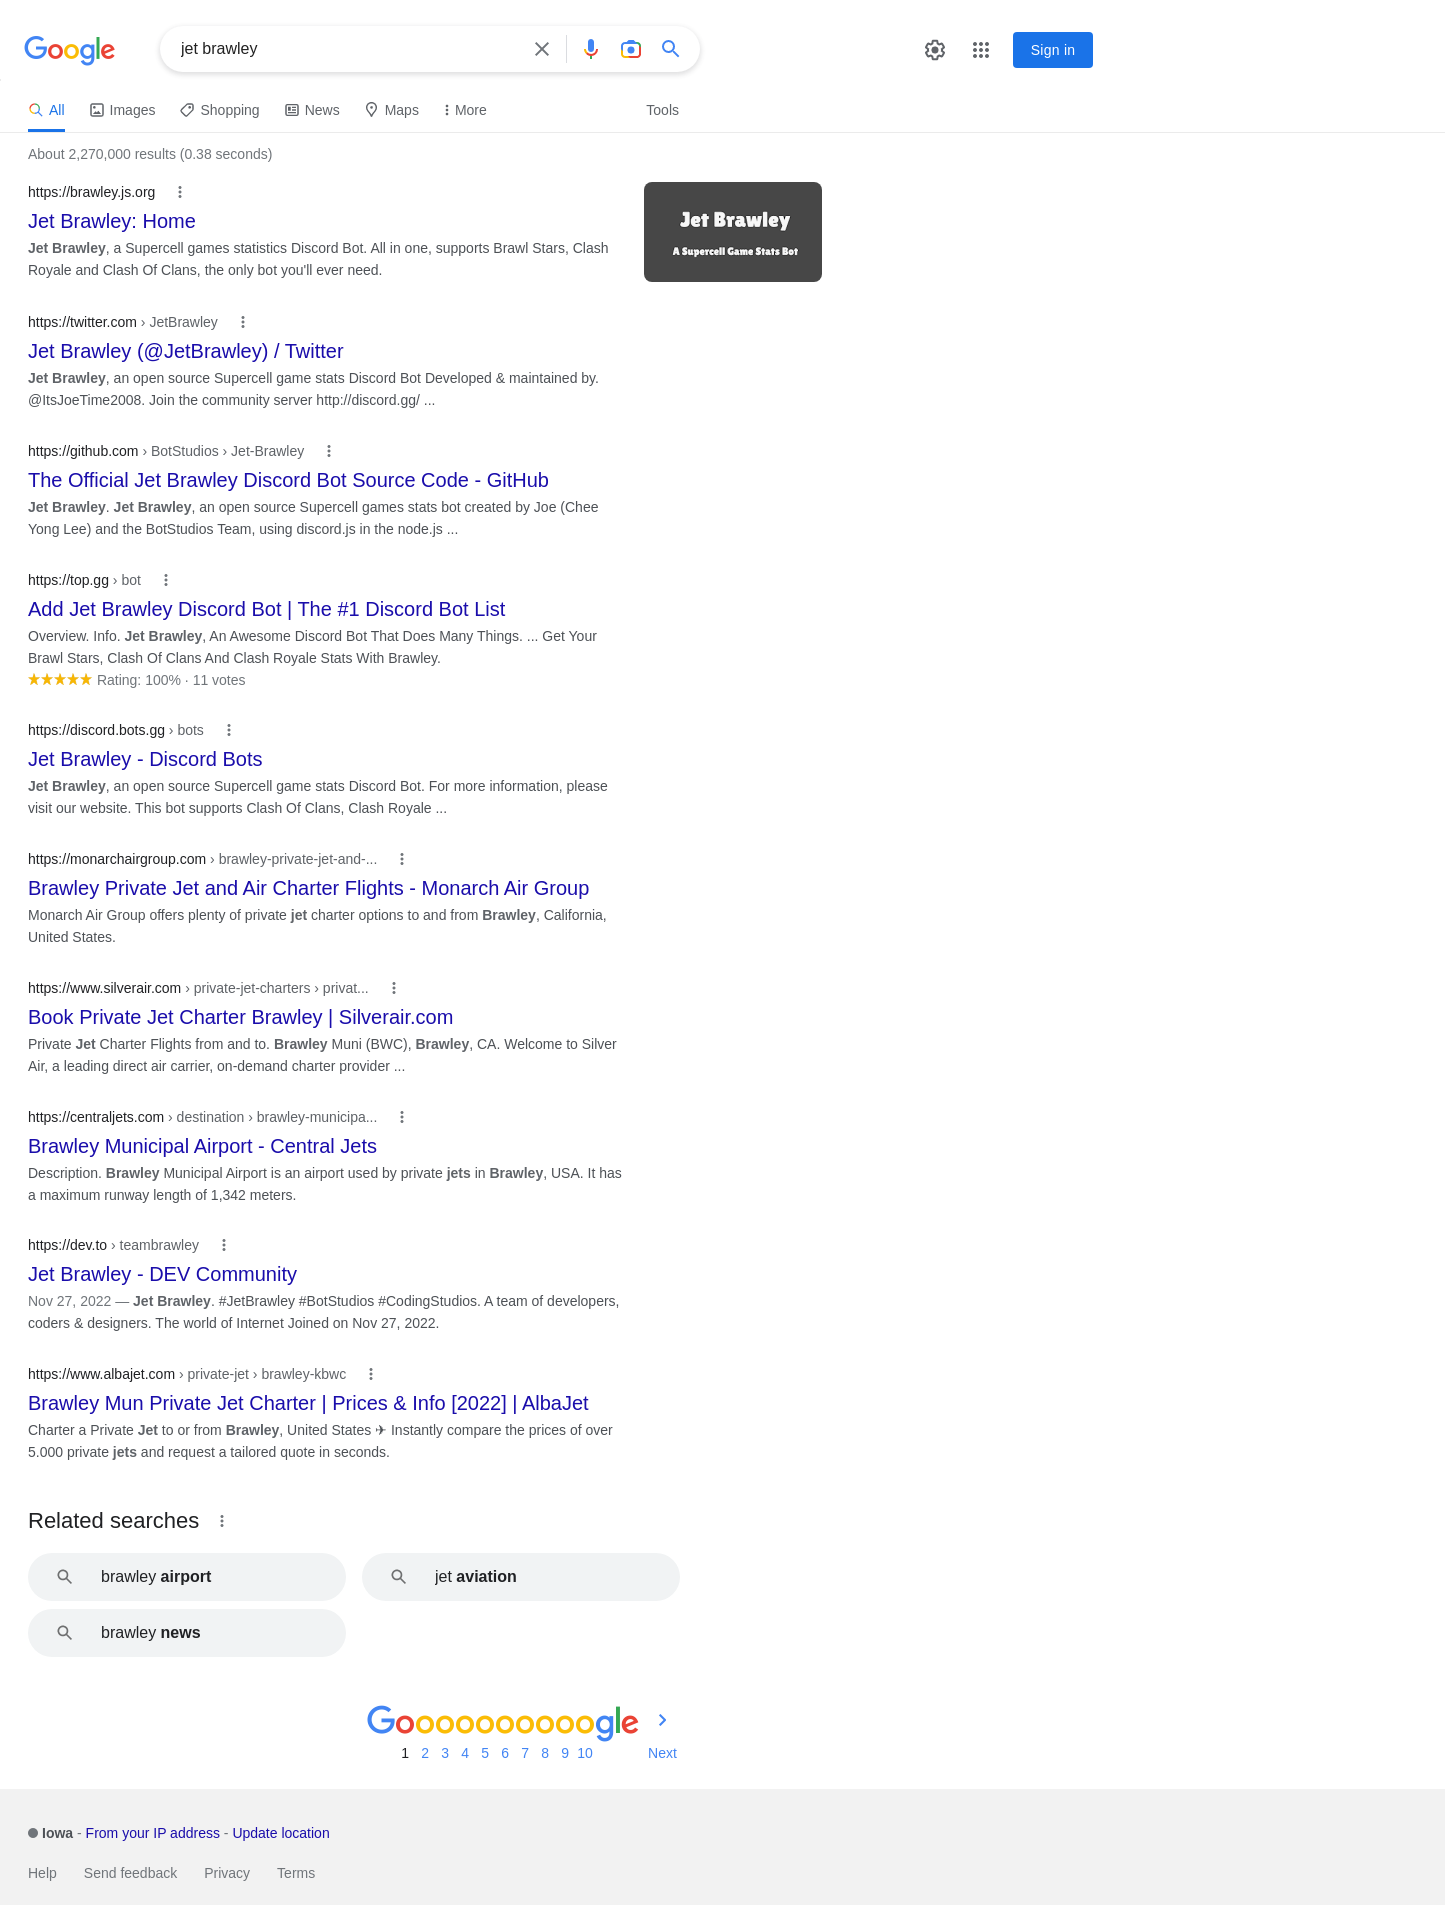 Google
jet brawley
Sign in
All Images Shopping News Maps More Tools
About 2,270,000 results (0.38 seconds)
https://brawley.js.org
Jet Brawley: Home
Jet Brawley, a Supercell games statistics Discord Bot. All in one, supports Brawl Stars, Clash
Royale and Clash Of Clans, the only bot you'll ever need.
Jet Brawley
A Supercell Game Stats Bot
https://twitter.com › JetBrawley
Jet Brawley (@JetBrawley) / Twitter
Jet Brawley, an open source Supercell game stats Discord Bot Developed & maintained by.
@ItsJoeTime2008. Join the community server http://discord.gg/ ...
https://github.com › BotStudios › Jet-Brawley
The Official Jet Brawley Discord Bot Source Code - GitHub
Jet Brawley. Jet Brawley, an open source Supercell games stats bot created by Joe (Chee
Yong Lee) and the BotStudios Team, using discord.js in the node.js ...
https://top.gg › bot
Add Jet Brawley Discord Bot | The #1 Discord Bot List
Overview. Info. Jet Brawley, An Awesome Discord Bot That Does Many Things. ... Get Your
Brawl Stars, Clash Of Clans And Clash Royale Stats With Brawley.
Rating: 100% · 11 votes
https://discord.bots.gg › bots
Jet Brawley - Discord Bots
Jet Brawley, an open source Supercell game stats Discord Bot. For more information, please
visit our website. This bot supports Clash Of Clans, Clash Royale ...
https://monarchairgroup.com › brawley-private-jet-and-...
Brawley Private Jet and Air Charter Flights - Monarch Air Group
Monarch Air Group offers plenty of private jet charter options to and from Brawley, California,
United States.
https://www.silverair.com › private-jet-charters › privat...
Book Private Jet Charter Brawley | Silverair.com
Private Jet Charter Flights from and to. Brawley Muni (BWC), Brawley, CA. Welcome to Silver
Air, a leading direct air carrier, on-demand charter provider ...
https://centraljets.com › destination › brawley-municipa...
Brawley Municipal Airport - Central Jets
Description. Brawley Municipal Airport is an airport used by private jets in Brawley, USA. It has
a maximum runway length of 1,342 meters.
https://dev.to › teambrawley
Jet Brawley - DEV Community
Nov 27, 2022 — Jet Brawley. #JetBrawley #BotStudios #CodingStudios. A team of developers,
coders & designers. The world of Internet Joined on Nov 27, 2022.
https://www.albajet.com › private-jet › brawley-kbwc
Brawley Mun Private Jet Charter | Prices & Info [2022] | AlbaJet
Charter a Private Jet to or from Brawley, United States ✈ Instantly compare the prices of over
5.000 private jets and request a tailored quote in seconds.
Related searches
brawley airport
jet aviation
brawley news
Goooooooooogle
1 2 3 4 5 6 7 8 9 10 Next
Iowa - From your IP address - Update location
Help Send feedback Privacy Terms